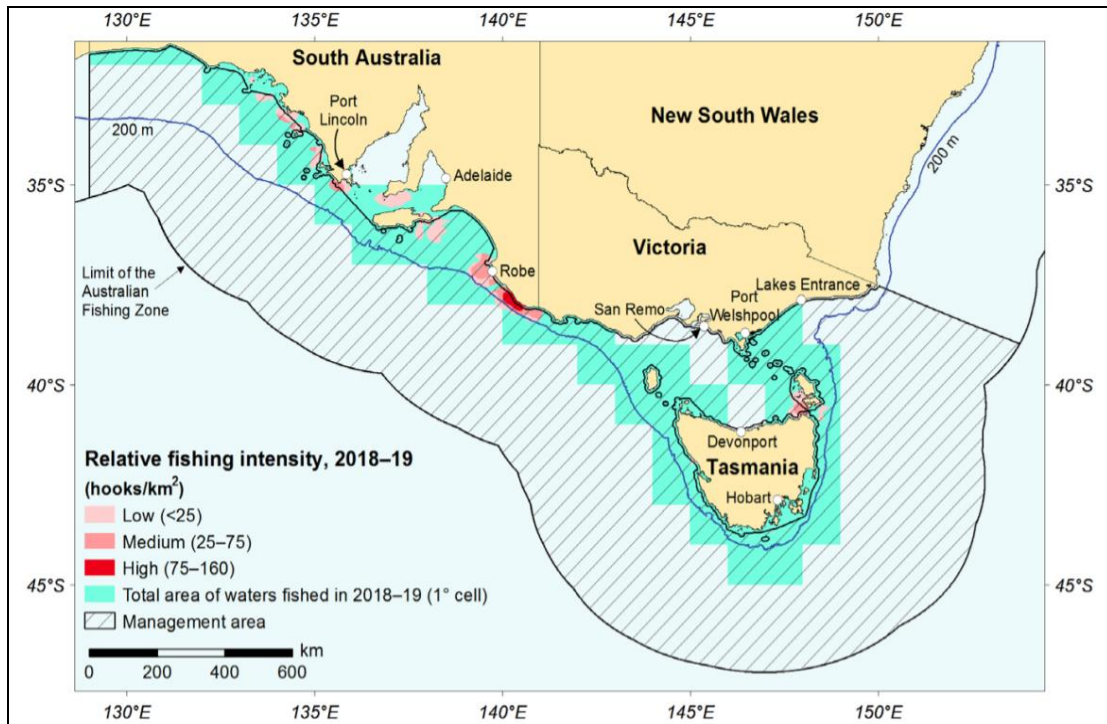 130°E 135°E 140°E 145°E 150°E
South Australia
Port
Lincoln
New South Wales
200 m
200 m
35°S
Adelaide
35°S
Victoria
Limit of the
Australian
Fishing Zone
Robe
Lakes Entrance
Port
Welshpool
San Remo
40°S
40°S
Devonport
Tasmania
Hobart
Relative fishing intensity, 2018–19
(hooks/km²)
Low (<25)
Medium (25–75)
High (75–160)
Total area of waters fished in 2018–19 (1° cell)
Management area
45°S
45°S
km
0 200 400 600
130°E 135°E 140°E 145°E 150°E